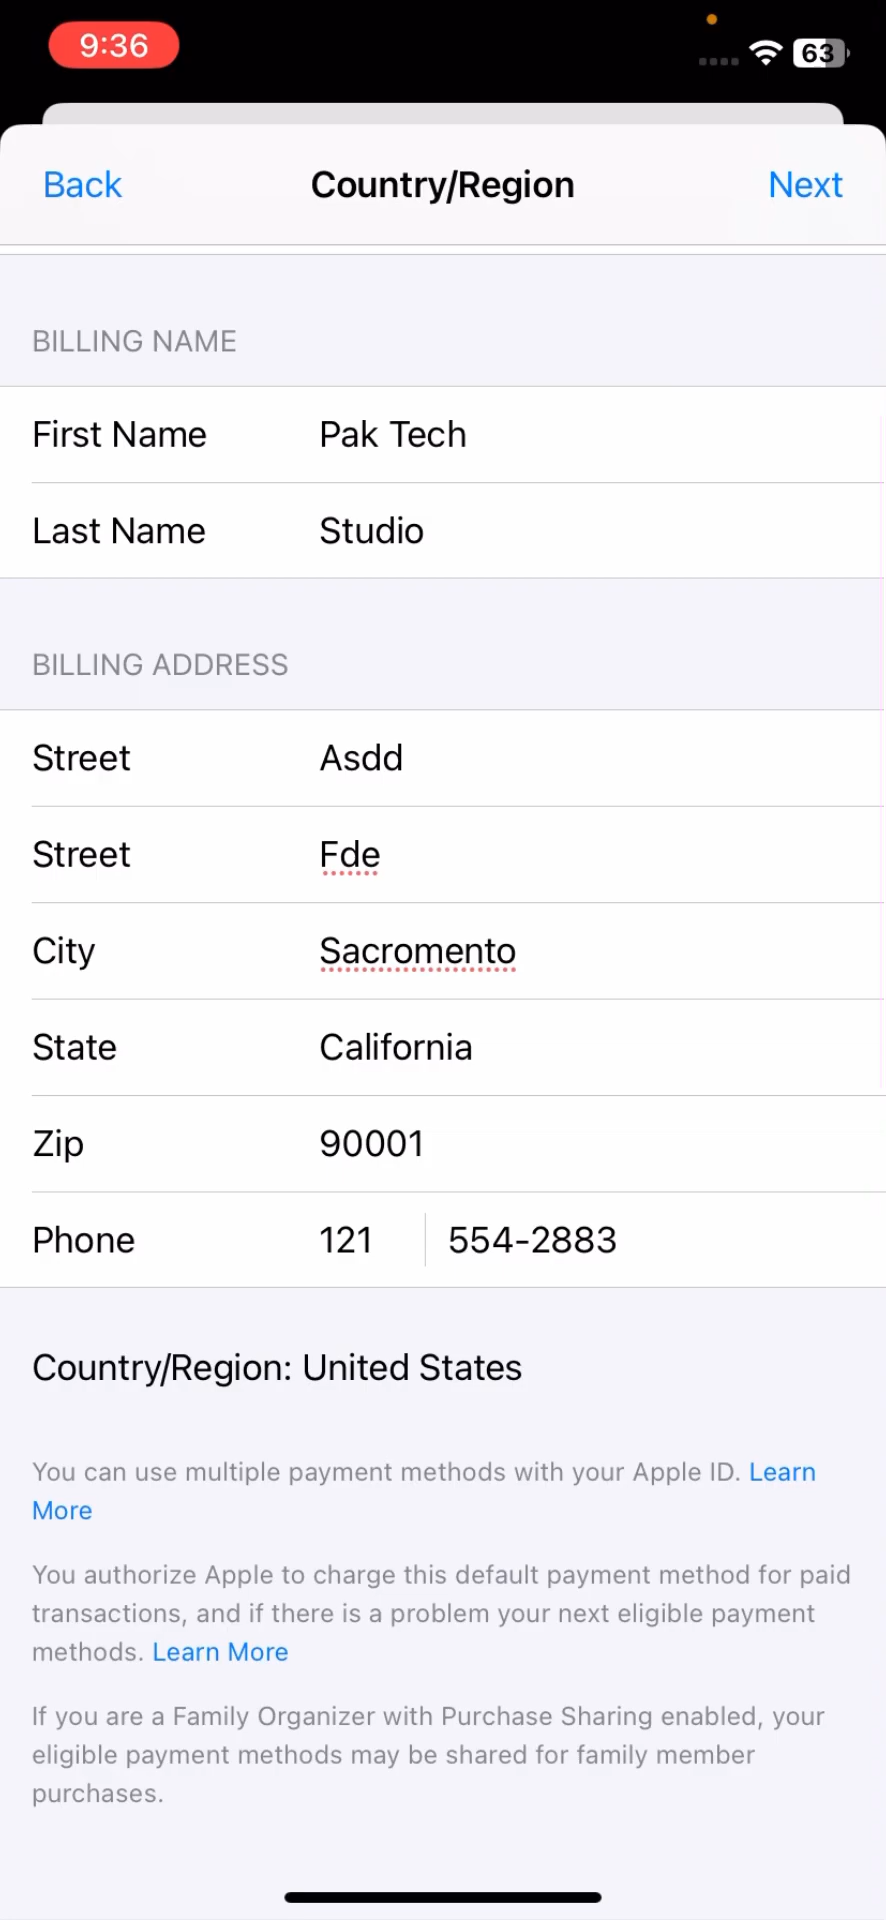 9:36
63
Back
Country/Region
Next
BILLING NAME
First Name Pak Tech
Last Name Studio
BILLING ADDRESS
Street Asdd
Street Fde
City Sacromento
State California
Zip 90001
Phone 121 554-2883
Country/Region: United States
You can use multiple payment methods with your Apple ID. Learn
More
You authorize Apple to charge this default payment method for paid
transactions, and if there is a problem your next eligible payment
methods. Learn More
If you are a Family Organizer with Purchase Sharing enabled, your
eligible payment methods may be shared for family member
purchases.